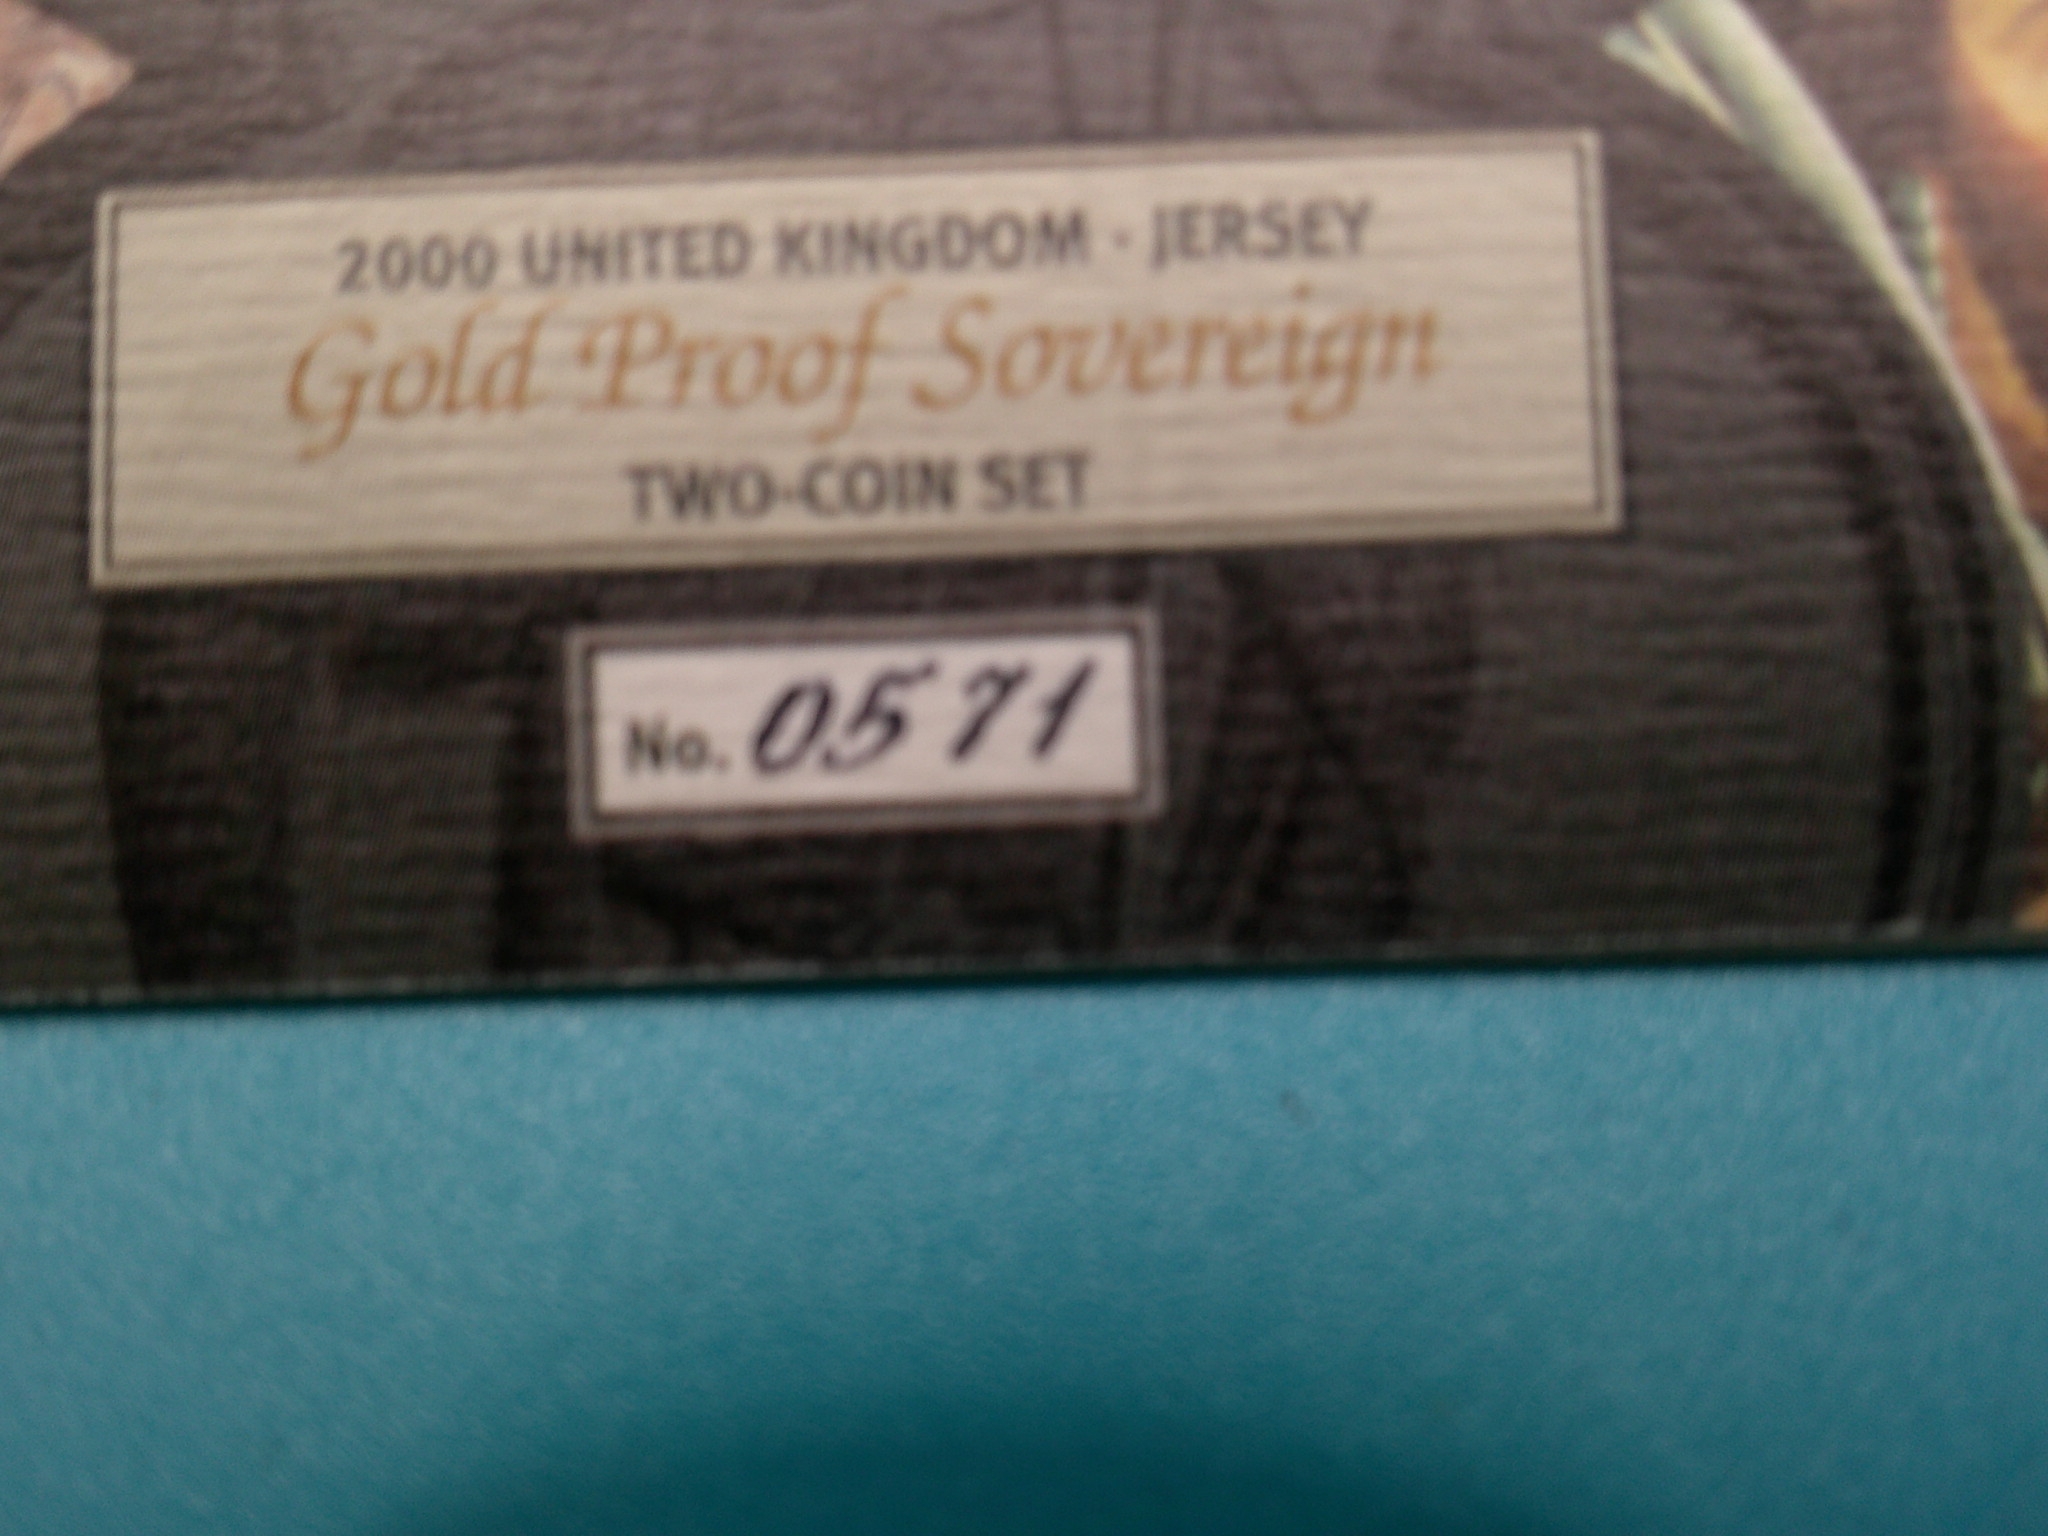 2000 UNITED KINGDOM · JERSEY
Gold Proof Sovereign
TWO-COIN SET
No. 0571